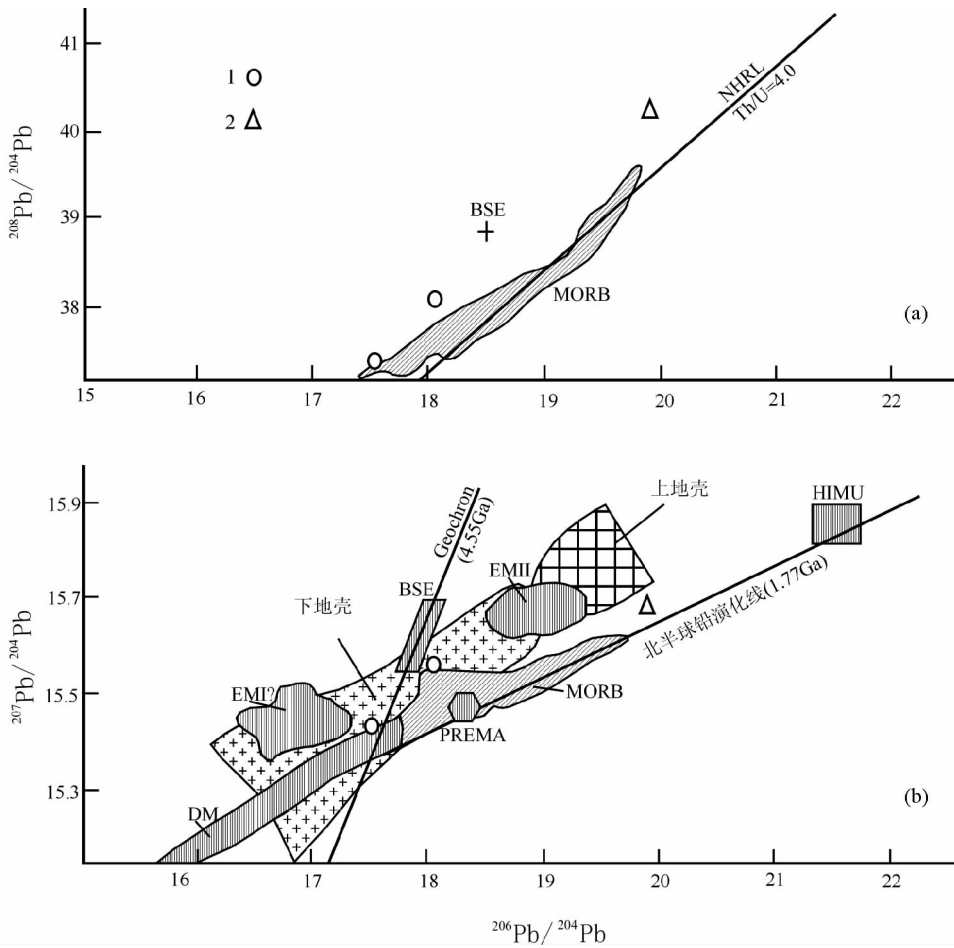 41
40
39
38
²⁰⁸Pb/²⁰⁴Pb
1
2
NHRL
Th/U=4.0
BSE
MORB
(a)
15
16
17
18
19
20
21
22
15.9
15.7
15.5
15.3
²⁰⁷Pb/²⁰⁴Pb
Geochron
(4.55Ga)
上地壳
HIMU
BSE
EMII
下地壳
北半球铅演化线(1.77Ga)
EMI?
MORB
PREMA
DM
(b)
16
17
18
19
20
21
22
²⁰⁶Pb/²⁰⁴Pb